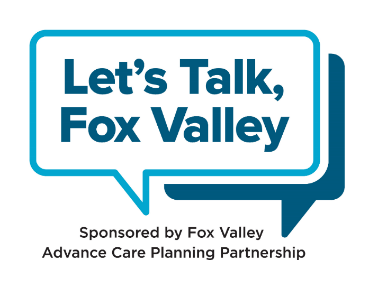 Let's Talk,
Fox Valley
Sponsored by Fox Valley
Advance Care Planning Partnership